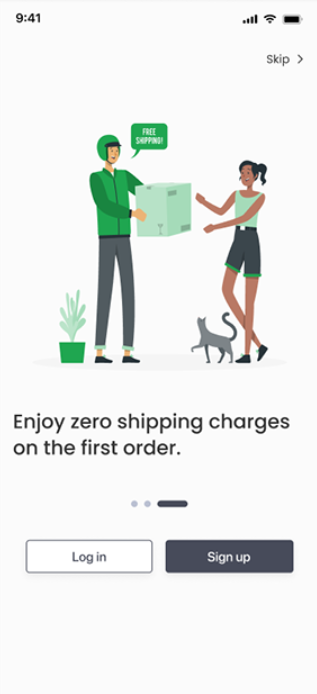 9:41
Skip
FREE
SHIPPING!
Enjoy zero shipping charges
on the first order.
Log in
Sign up